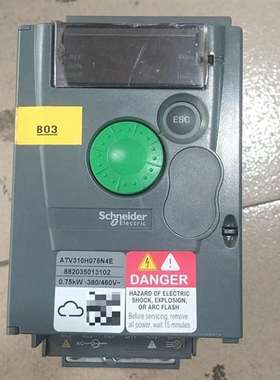 B03
ESC
Schneider
Electric
ATV310H075N4E
882035013102
0.75kW ~380/460V~
DANGER
HAZARD OF ELECTRIC
SHOCK, EXPLOSION,
OR ARC FLASH
Before servicing, remove
all power, wait 15 minutes